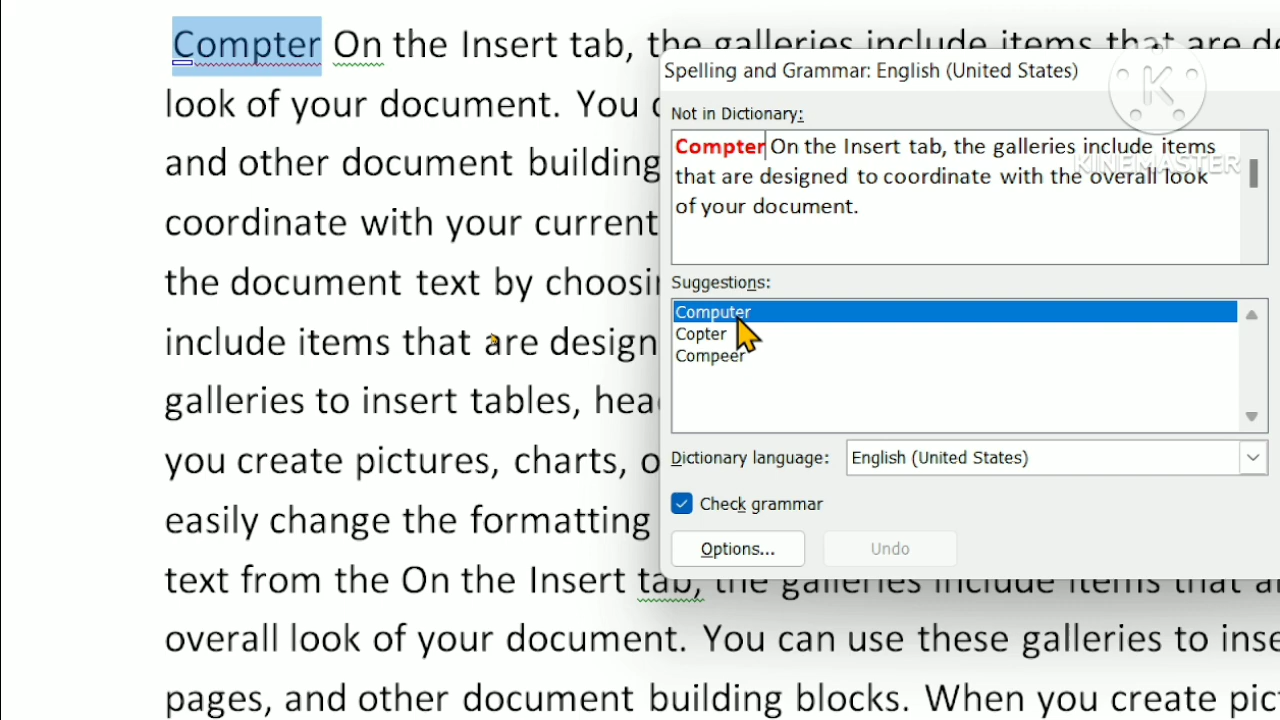 Compter On the Insert tab, the galleries include items that are de
look of your document. You c
and other document building
coordinate with your current
the document text by choosin
include items that are design
galleries to insert tables, head
you create pictures, charts, o
easily change the formatting
text from the On the Insert tab, the galleries include items that a
overall look of your document. You can use these galleries to inse
pages, and other document building blocks. When you create pic
Spelling and Grammar: English (United States)
Not in Dictionary:
Compter On the Insert tab, the galleries include items
that are designed to coordinate with the overall look
of your document.
Suggestions:
Computer
Copter
Compeer
Dictionary language: English (United States)
Check grammar
Options... Undo
K
KINEMASTER